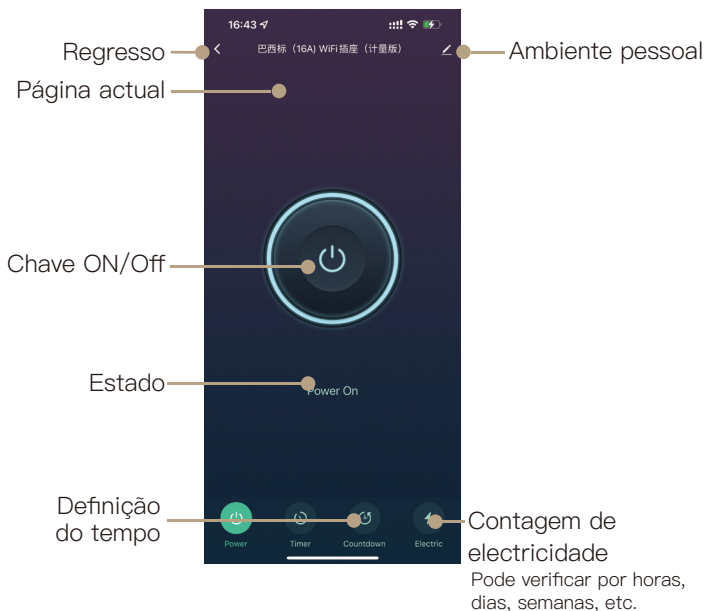 16:43
巴西标（16A) WiFi插座（计量版）
Regresso
Ambiente pessoal
Página actual
Chave ON/Off
Estado
Power On
Definição
do tempo
Power
Timer
Countdown
Electric
Contagem de
electricidade
Pode verificar por horas,
dias, semanas, etc.